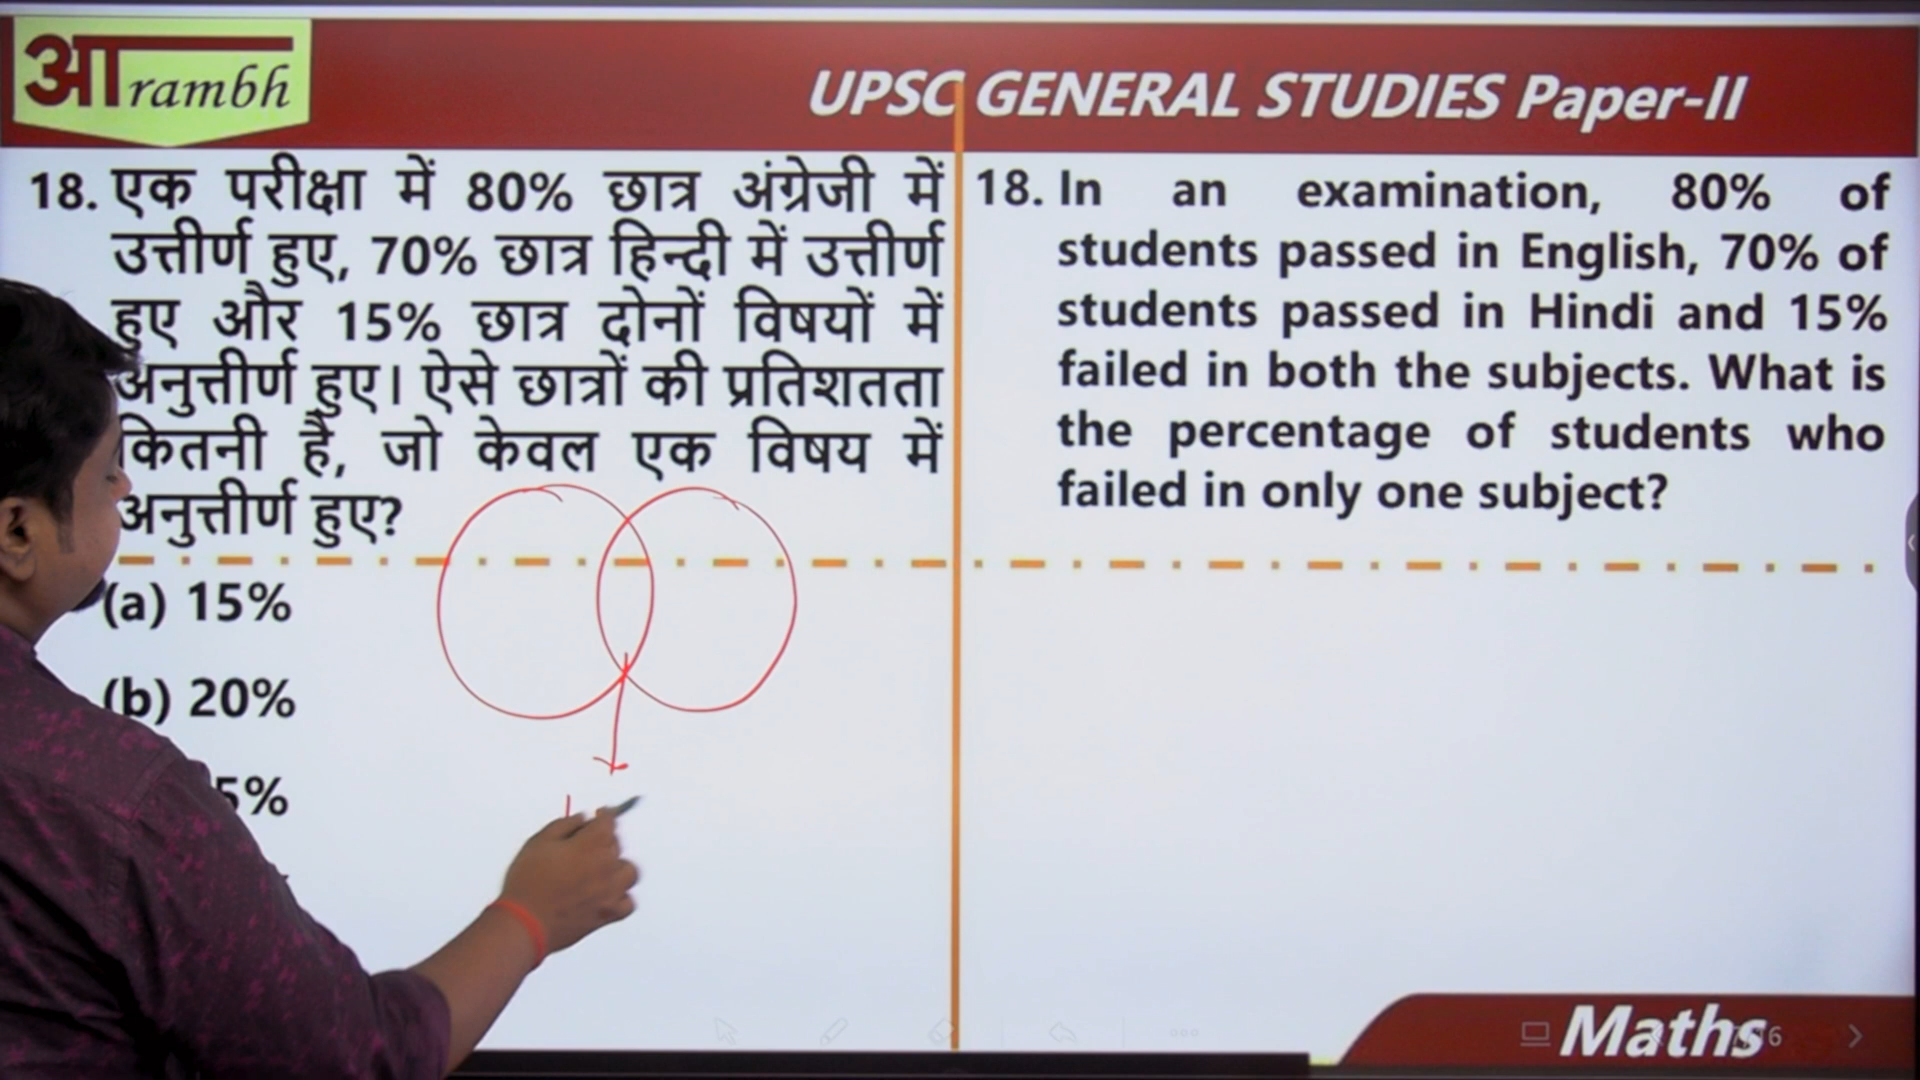 आrambh
UPSC GENERAL STUDIES Paper-II
18. एक परीक्षा में 80% छात्र अंग्रेजी में
उत्तीर्ण हुए, 70% छात्र हिन्दी में उत्तीर्ण
हुए और 15% छात्र दोनों विषयों में
अनुत्तीर्ण हुए। ऐसे छात्रों की प्रतिशतता
कितनी है, जो केवल एक विषय में
अनुत्तीर्ण हुए?
(a) 15%
(b) 20%
5%
18. In an examination, 80% of
students passed in English, 70% of
students passed in Hindi and 15%
failed in both the subjects. What is
the percentage of students who
failed in only one subject?
Maths